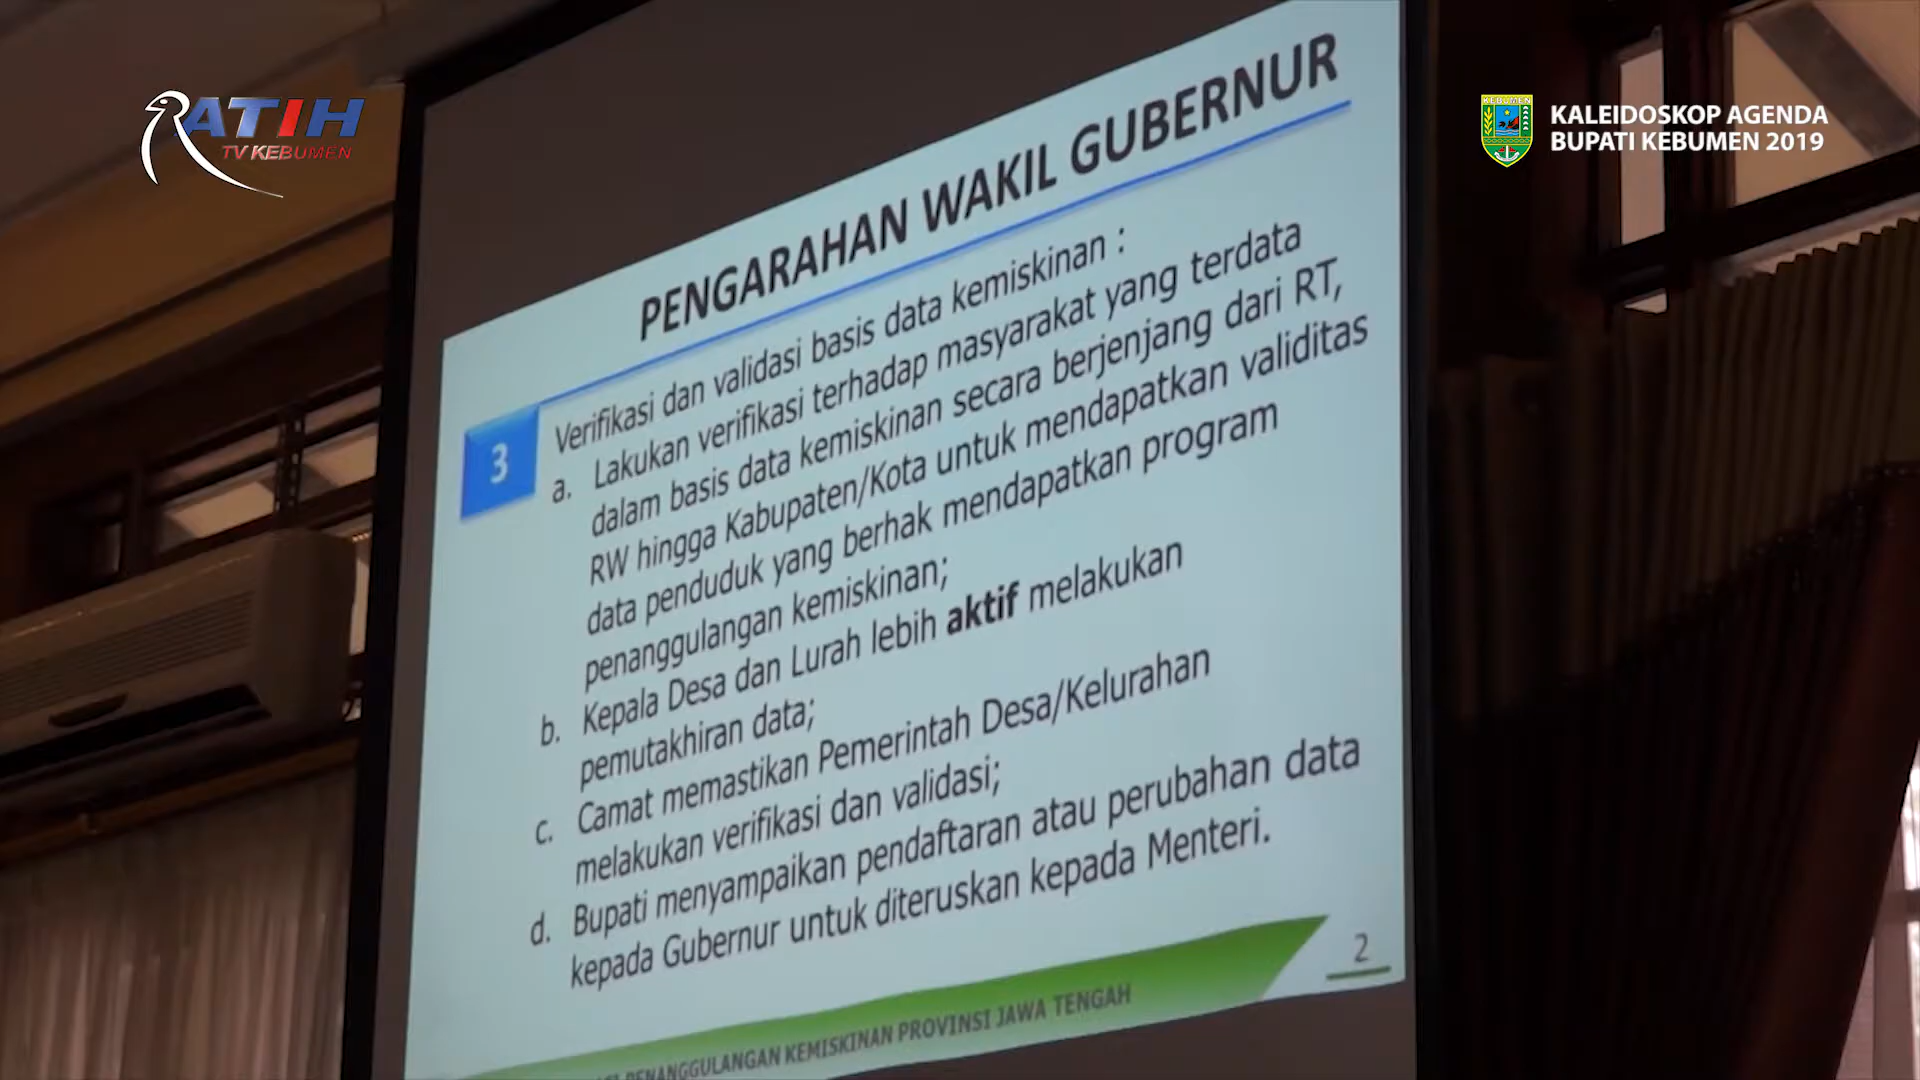 RATIH
TV KEBUMEN
KEBUMEN
KALEIDOSKOP AGENDA
BUPATI KEBUMEN 2019
PENGARAHAN WAKIL GUBERNUR
3
Verifikasi dan validasi basis data kemiskinan :
a. Lakukan verifikasi terhadap masyarakat yang terdata
dalam basis data kemiskinan secara berjenjang dari RT,
RW hingga Kabupaten/Kota untuk mendapatkan validitas
data penduduk yang berhak mendapatkan program
penanggulangan kemiskinan;
b. Kepala Desa dan Lurah lebih aktif melakukan
pemutakhiran data;
c. Camat memastikan Pemerintah Desa/Kelurahan
melakukan verifikasi dan validasi;
d. Bupati menyampaikan pendaftaran atau perubahan data
kepada Gubernur untuk diteruskan kepada Menteri.
2
PENANGGULANGAN KEMISKINAN PROVINSI JAWA TENGAH